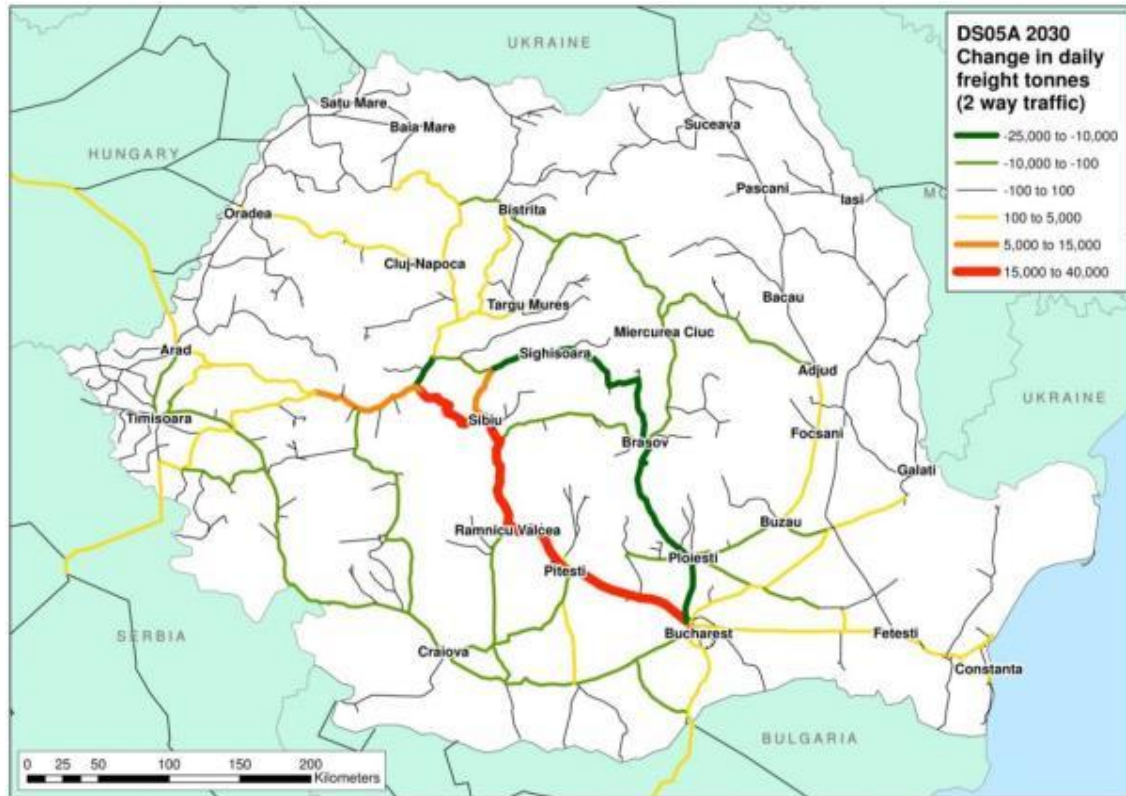 UKRAINE
DS05A 2030
Change in daily
freight tonnes
(2 way traffic)
-25,000 to -10,000
-10,000 to -100
-100 to 100
100 to 5,000
5,000 to 15,000
15,000 to 40,000
Satu Mare
Baia Mare
Suceava
HUNGARY
Pascani
Iasi
MO
Oradea
Bistrita
Cluj-Napoca
Targu Mures
Bacau
Miercurea Ciuc
Arad
Sighisoara
Adjud
UKRAINE
Timisoara
Sibiu
Brasov
Focsani
Galati
Ramnicu Valcea
Buzau
Pitesti
Ploiesti
SERBIA
Bucharest
Fetesti
Craiova
Constanta
BULGARIA
0 25 50 100 150 200
Kilometers